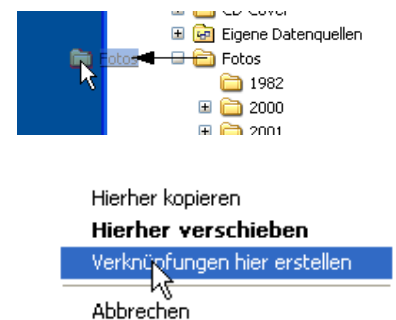 CD-Cover
Eigene Datenquellen
Fotos Fotos
1982
2000
2001
Hierher kopieren
Hierher verschieben
Verknüpfungen hier erstellen
Abbrechen